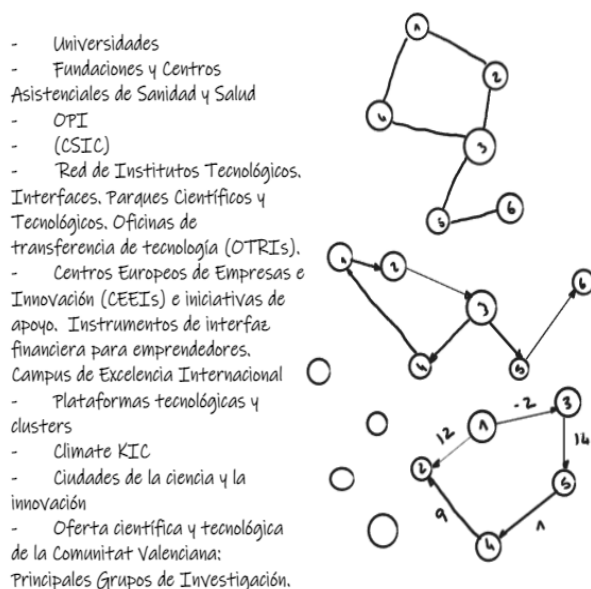 - Universidades
- Fundaciones y Centros
Asistenciales de Sanidad y Salud
- OPI
- (CSIC)
- Red de Institutos Tecnológicos.
Interfaces. Parques Científicos y
Tecnológicos. Oficinas de
transferencia de tecnología (OTRIs).
- Centros Europeos de Empresas e
Innovación (CEEIs) e iniciativas de
apoyo. Instrumentos de interfaz
financiera para emprendedores.
Campus de Excelencia Internacional
- Plataformas tecnológicas y
clusters
- Climate KIC
- Ciudades de la ciencia y la
innovación
- Oferta científica y tecnológica
de la Comunitat Valenciana:
Principales Grupos de Investigación.
1
2
4
3
5
6
1
2
6
3
4
5
-2
3
12
1
14
2
5
9
1
4